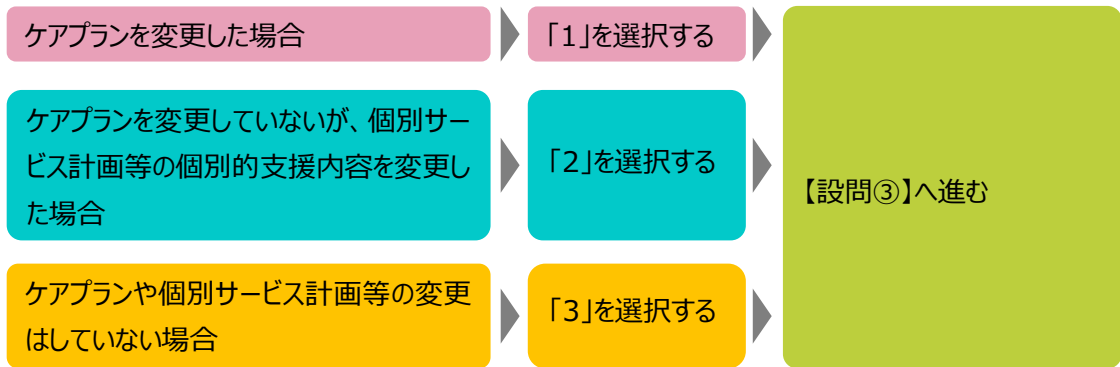 ケアプランを変更した場合
「1」を選択する
ケアプランを変更していないが、個別サー
ビス計画等の個別的支援内容を変更し
た場合
「2」を選択する
ケアプランや個別サービス計画等の変更
はしていない場合
「3」を選択する
【設問③】へ進む